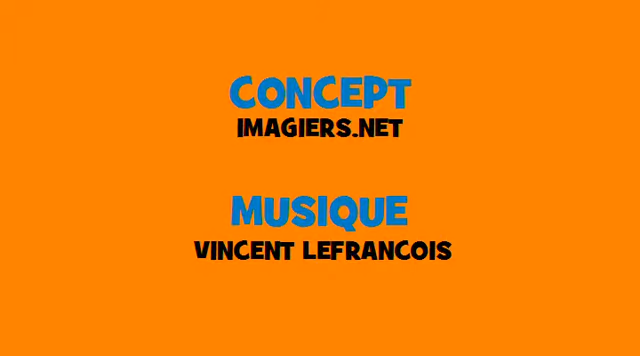 CONCEPT
IMAGIERS.NET
MUSIQUE
VINCENT LEFRANCOIS